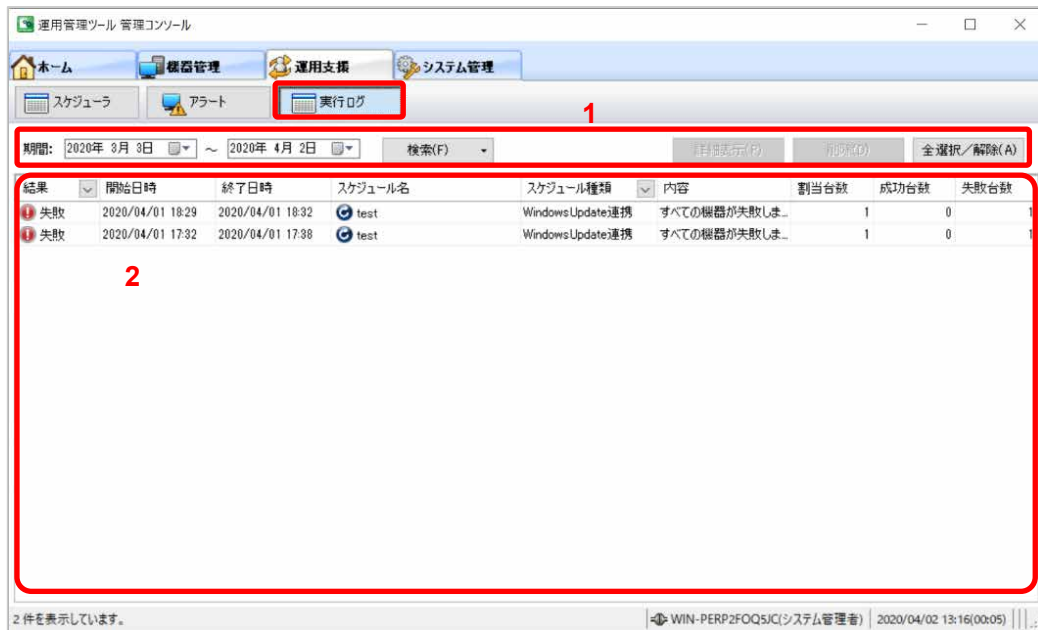 運用管理ツール 管理コンソール
ホーム 機器管理 運用支援 システム管理
スケジューラ アラート 実行ログ
1
期間: 2020年 3月 3日 ～ 2020年 4月 2日 検索(F) 詳細表示(P) 削除(D) 全選択／解除(A)
結果 開始日時 終了日時 スケジュール名 スケジュール種類 内容 割当台数 成功台数 失敗台数
失敗 2020/04/01 18:29 2020/04/01 18:32 test WindowsUpdate連携 すべての機器が失敗しま... 1 0 1
失敗 2020/04/01 17:32 2020/04/01 17:38 test WindowsUpdate連携 すべての機器が失敗しま... 1 0 1
2
2 件を表示しています。 WIN-PERP2FOQ5JC(システム管理者) 2020/04/02 13:16(00:05)